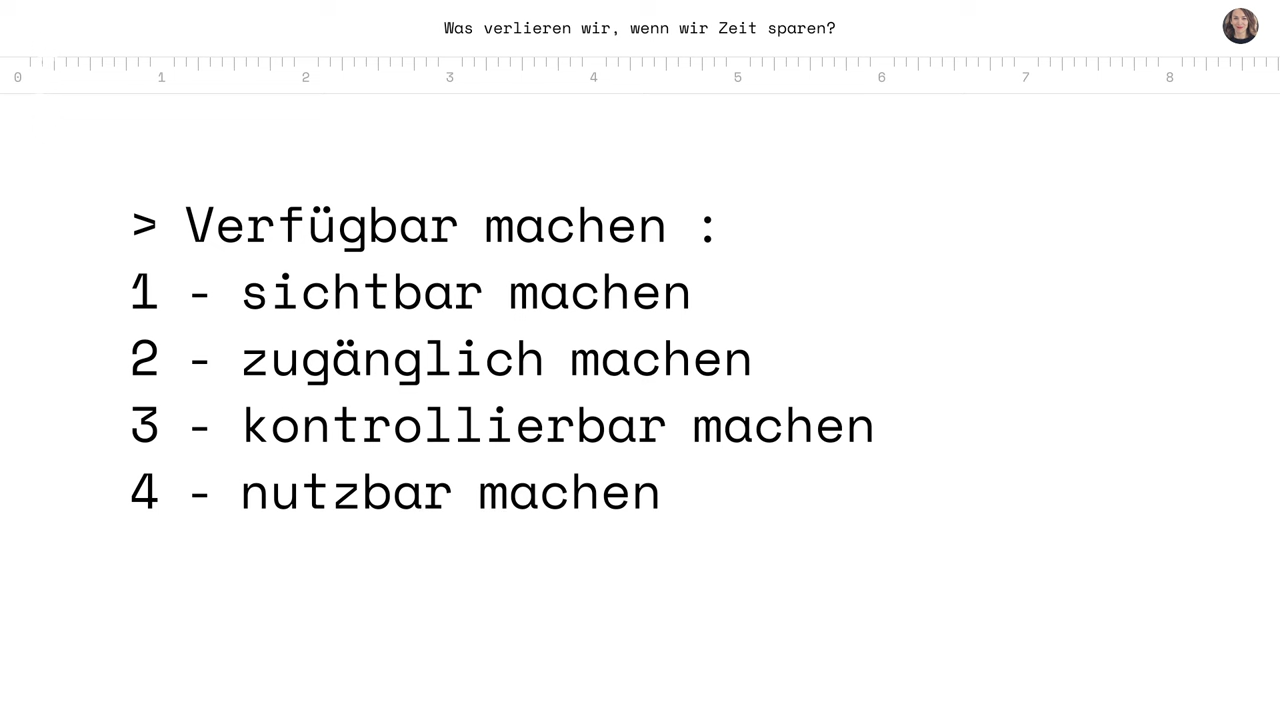 Was verlieren wir, wenn wir Zeit sparen?
0 1 2 3 4 5 6 7 8
> Verfügbar machen :
1 - sichtbar machen
2 - zugänglich machen
3 - kontrollierbar machen
4 - nutzbar machen